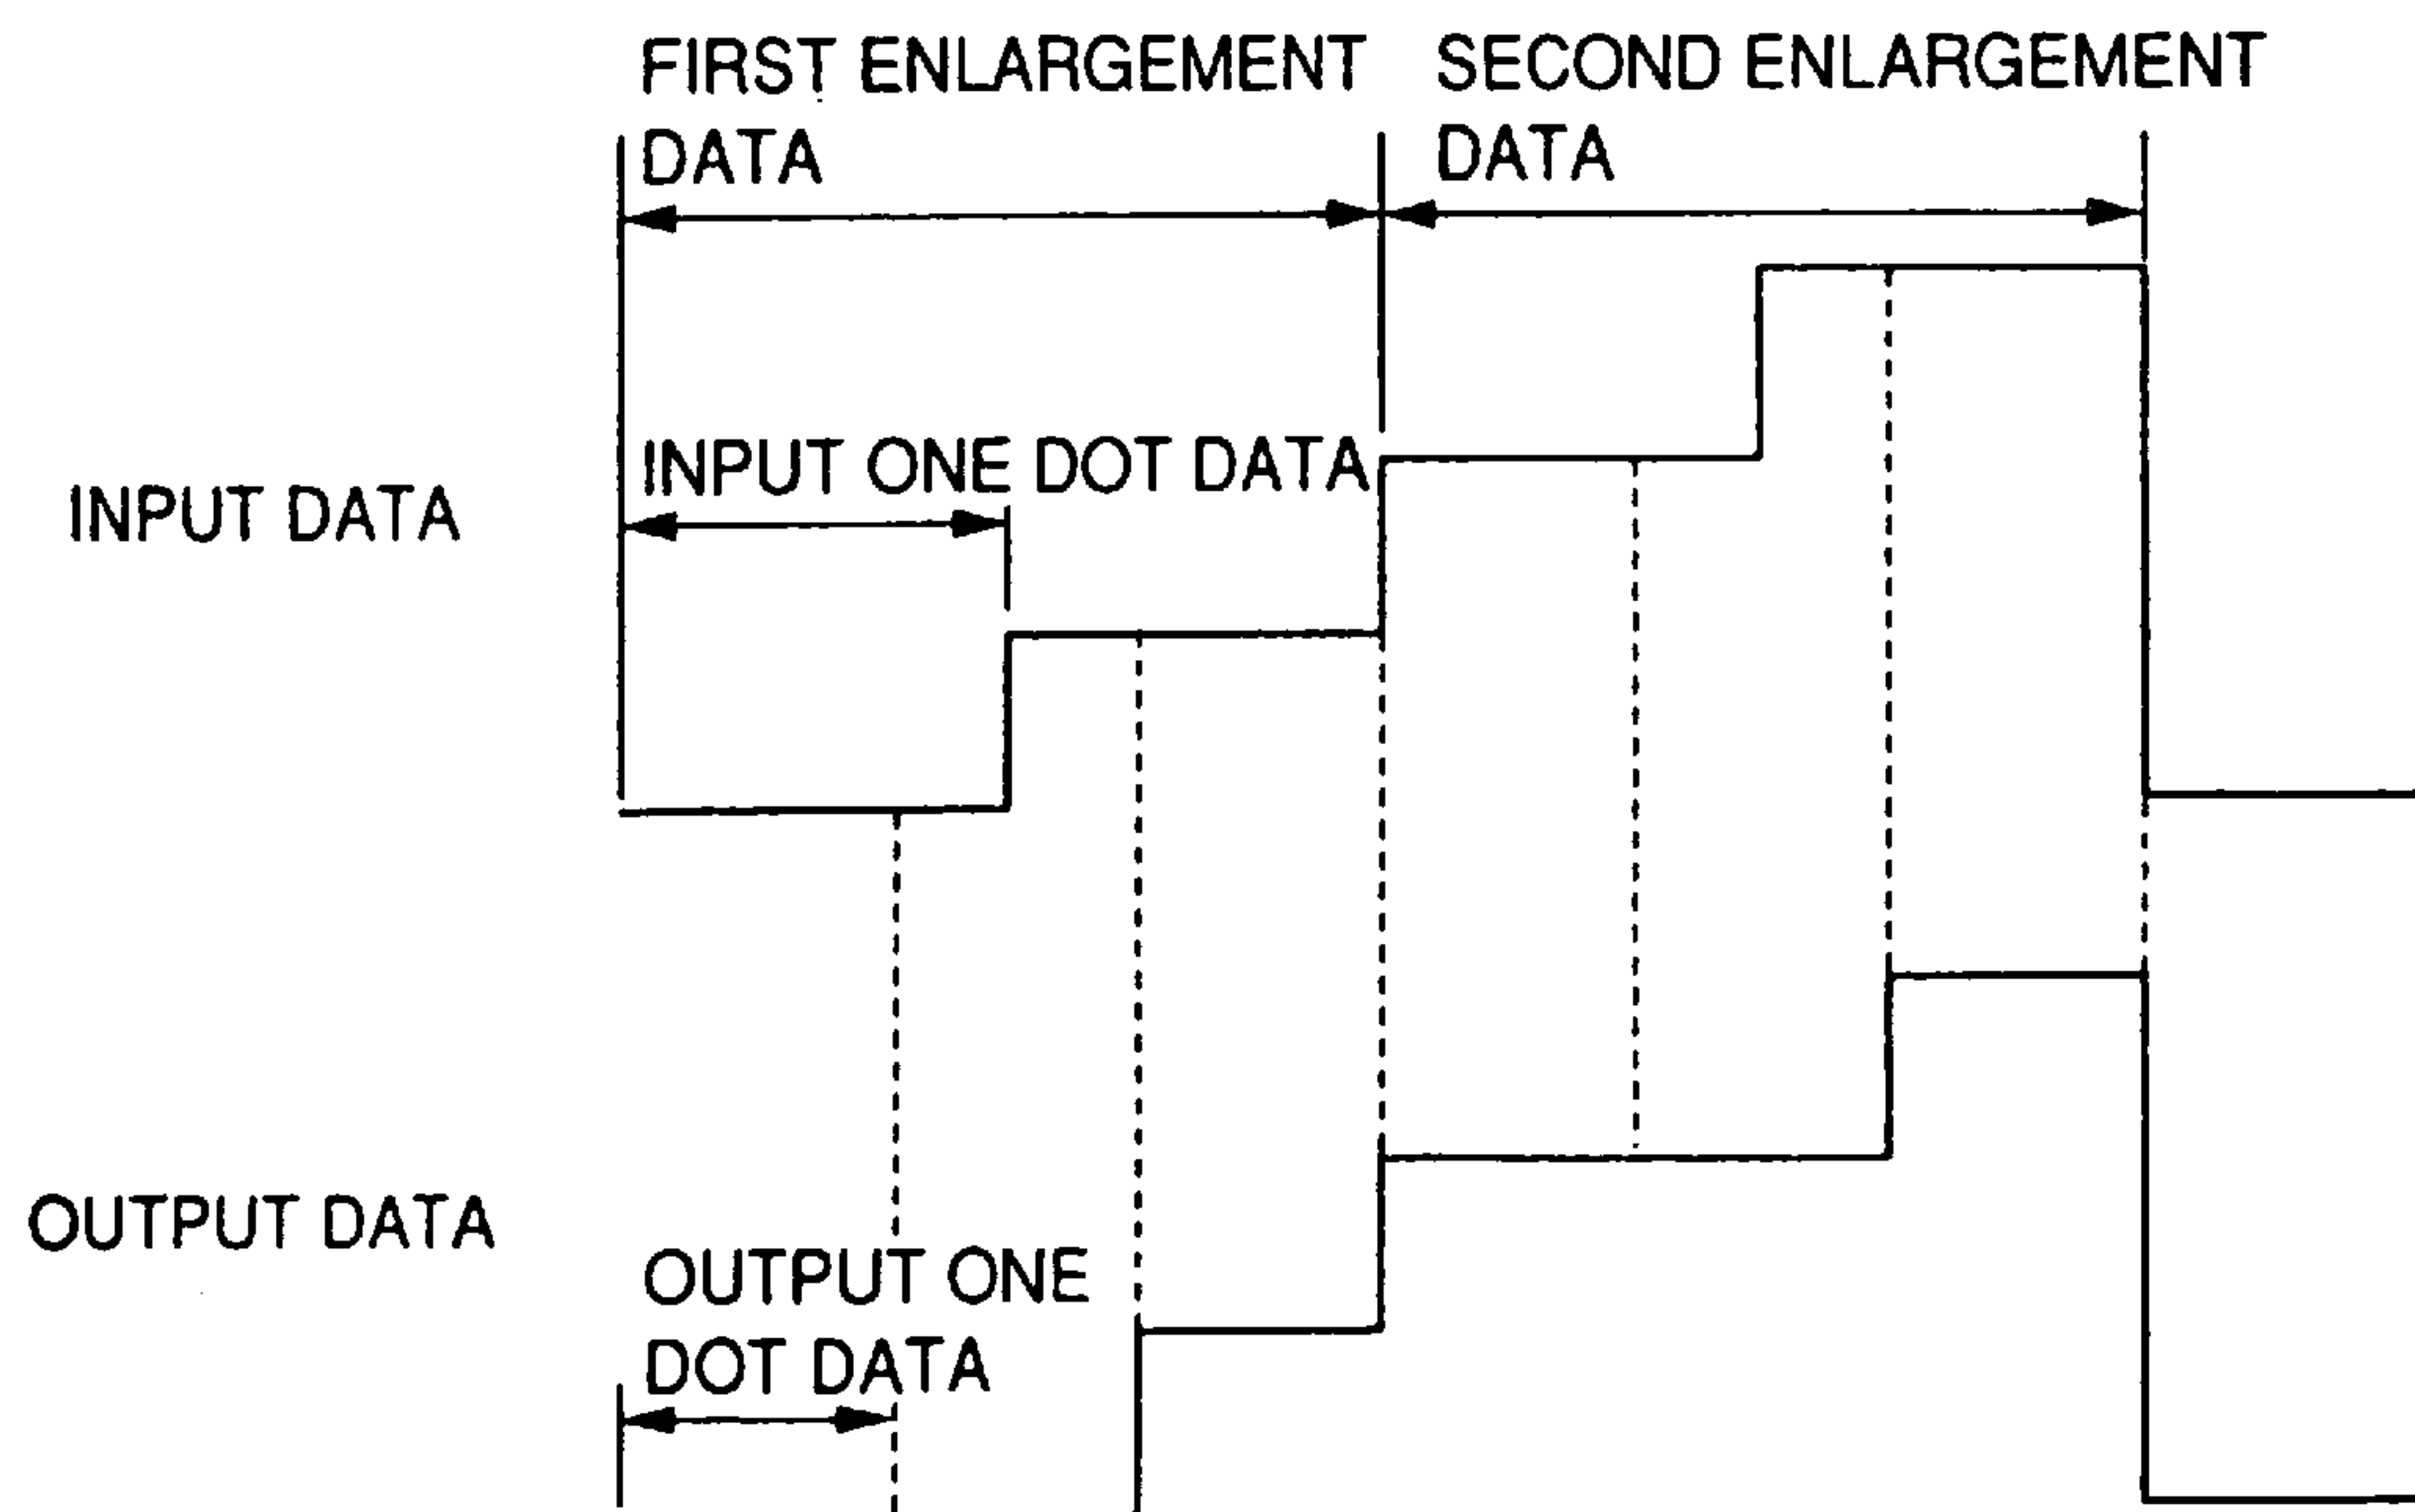 FIRST ENLARGEMENT
DATA
SECOND ENLARGEMENT
DATA
INPUT ONE DOT DATA
INPUT DATA
OUTPUT DATA
OUTPUT ONE
DOT DATA